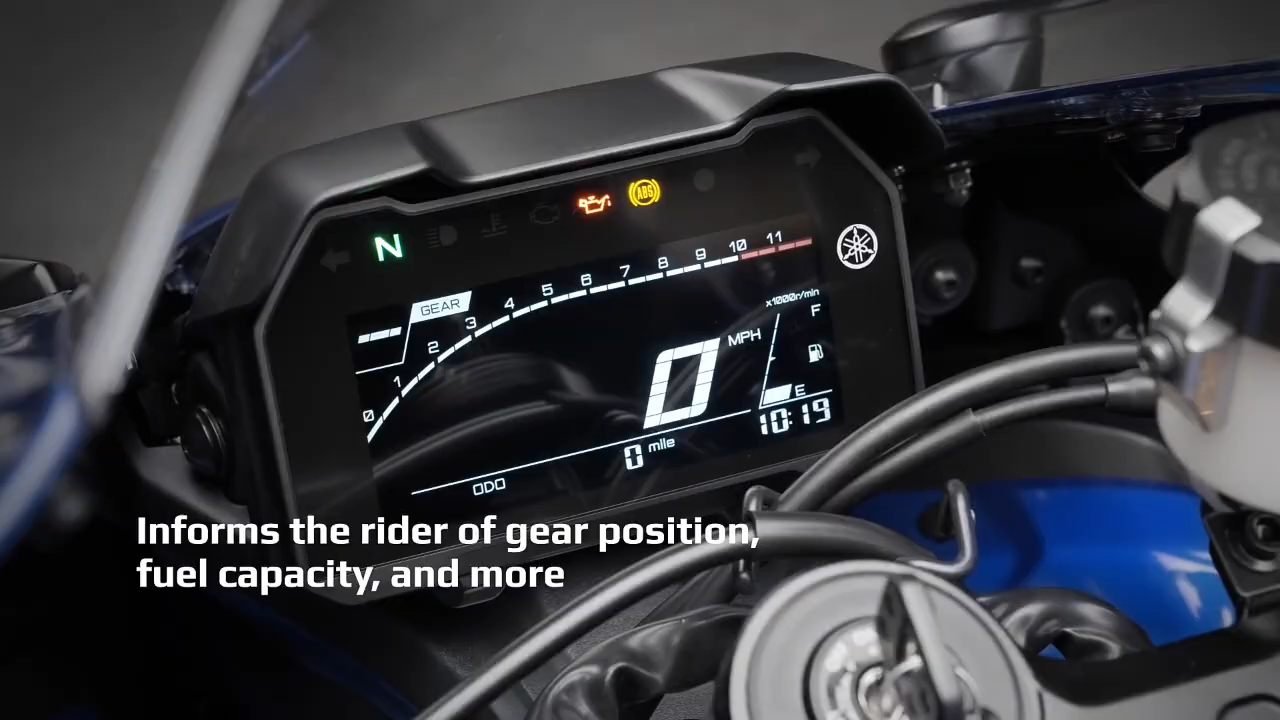 N
ABS
GEAR
0 1 2 3 4 5 6 7 8 9 10 11
x1000r/min
F
MPH
0
E
10:19
0 mile
ODO
Informs the rider of gear position,
fuel capacity, and more